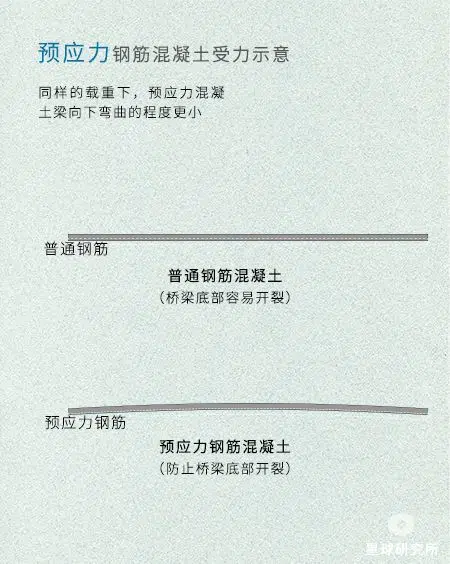 预应力钢筋混凝土受力示意
同样的载重下，预应力混凝
土梁向下弯曲的程度更小
普通钢筋
普通钢筋混凝土
（桥梁底部容易开裂）
预应力钢筋
预应力钢筋混凝土
（防止桥梁底部开裂）
星球研究所